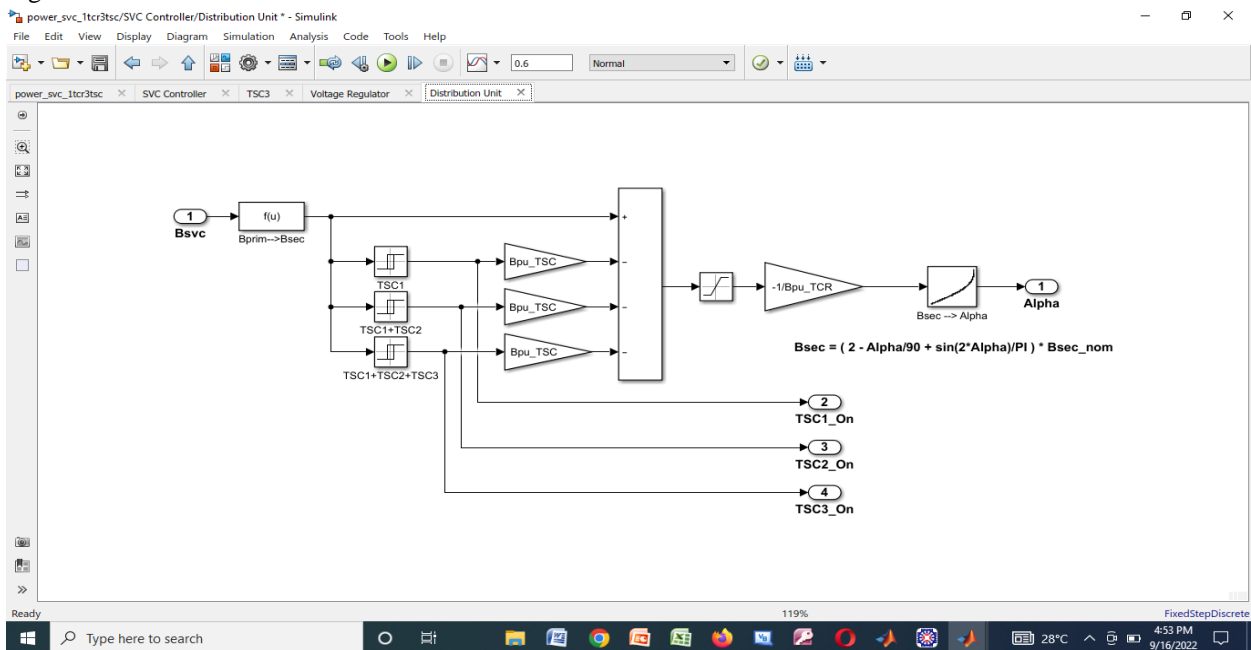 power_svc_1tcr3tsc/SVC Controller/Distribution Unit * - Simulink
File Edit View Display Diagram Simulation Analysis Code Tools Help
0.6 Normal
power_svc_1tcr3tsc SVC Controller TSC3 Voltage Regulator Distribution Unit
1
Bsvc
f(u)
Bprim-->Bsec
+
TSC1
Bpu_TSC
-
TSC1+TSC2
Bpu_TSC
-
TSC1+TSC2+TSC3
Bpu_TSC
-
-1/Bpu_TCR
Bsec --> Alpha
1
Alpha
Bsec = ( 2 - Alpha/90 + sin(2*Alpha)/PI ) * Bsec_nom
2
TSC1_On
3
TSC2_On
4
TSC3_On
Ready 119% FixedStepDiscrete
Type here to search 28°C 4:53 PM
9/16/2022